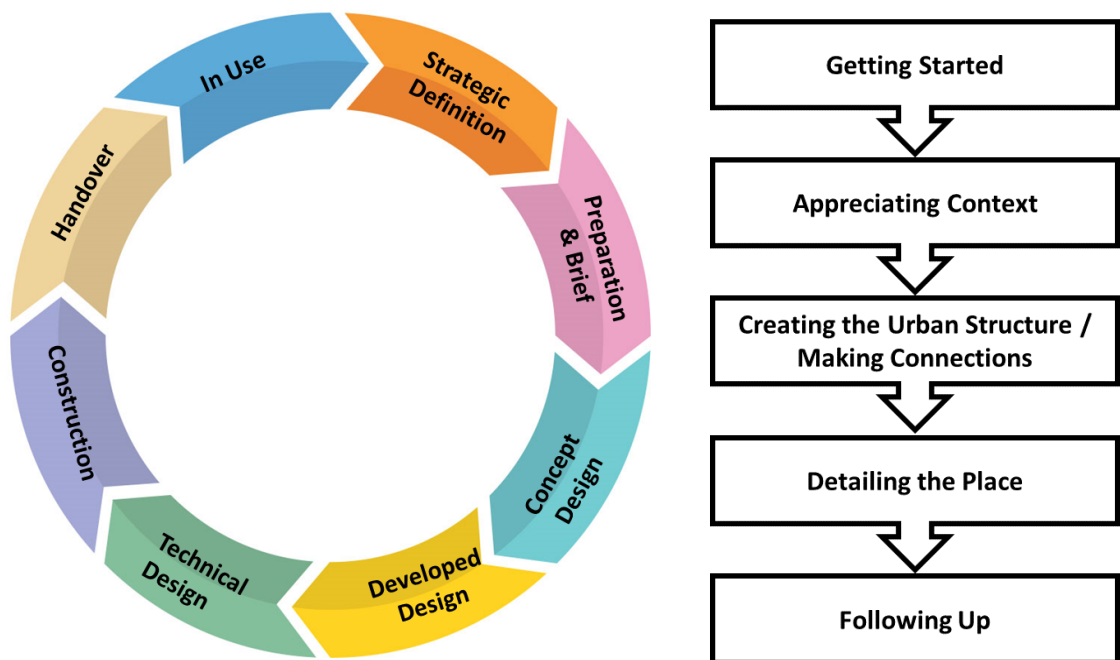 In Use
Strategic
Definition
Preparation
& Brief
Concept
Design
Developed
Design
Technical
Design
Construction
Handover
Getting Started
Appreciating Context
Creating the Urban Structure /
Making Connections
Detailing the Place
Following Up